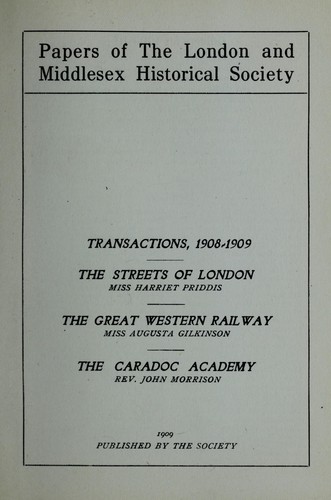 Papers of The London and
Middlesex Historical Society
TRANSACTIONS, 1908-1909
THE STREETS OF LONDON
MISS HARRIET PRIDDIS
THE GREAT WESTERN RAILWAY
MISS AUGUSTA GILKINSON
THE CARADOC ACADEMY
REV. JOHN MORRISON
1909
PUBLISHED BY THE SOCIETY